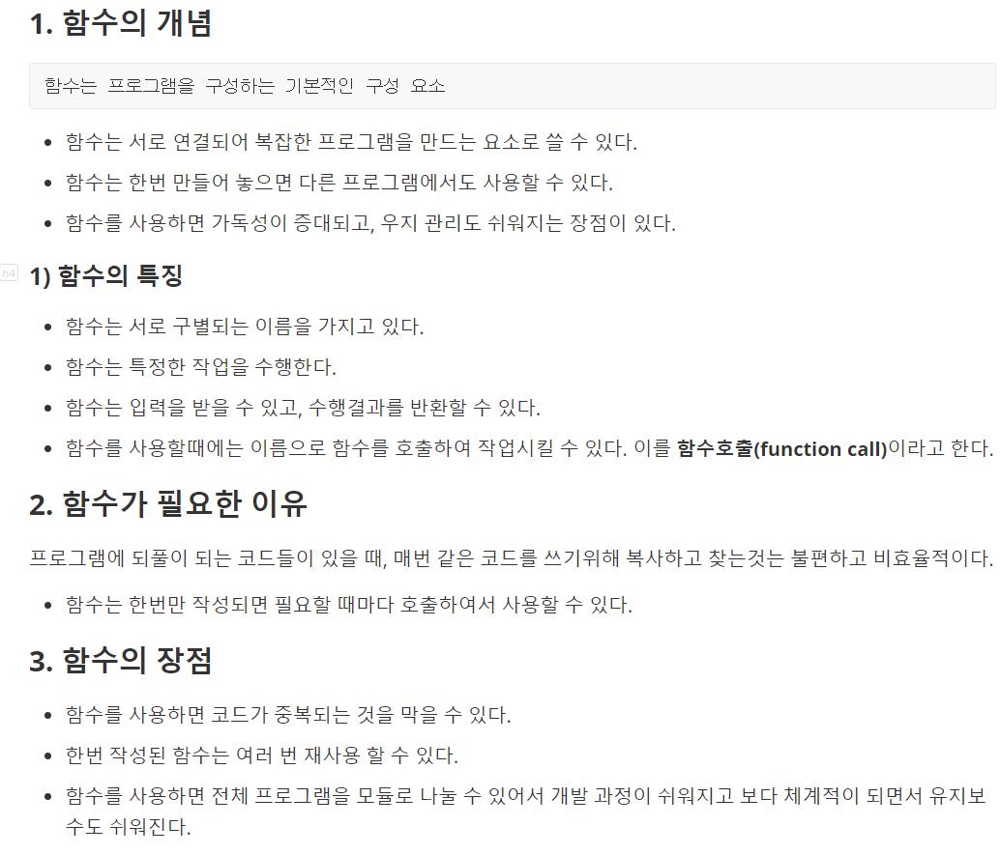 1. 함수의 개념
함수는 프로그램을 구성하는 기본적인 구성 요소
• 함수는 서로 연결되어 복잡한 프로그램을 만드는 요소로 쓸 수 있다.
• 함수는 한번 만들어 놓으면 다른 프로그램에서도 사용할 수 있다.
• 함수를 사용하면 가독성이 증대되고, 우지 관리도 쉬워지는 장점이 있다.
h4
1) 함수의 특징
• 함수는 서로 구별되는 이름을 가지고 있다.
• 함수는 특정한 작업을 수행한다.
• 함수는 입력을 받을 수 있고, 수행결과를 반환할 수 있다.
• 함수를 사용할때에는 이름으로 함수를 호출하여 작업시킬 수 있다. 이를 함수호출(function call)이라고 한다.
2. 함수가 필요한 이유
프로그램에 되풀이 되는 코드들이 있을 때, 매번 같은 코드를 쓰기위해 복사하고 찾는것는 불편하고 비효율적이다.
• 함수는 한번만 작성되면 필요할 때마다 호출하여서 사용할 수 있다.
3. 함수의 장점
• 함수를 사용하면 코드가 중복되는 것을 막을 수 있다.
• 한번 작성된 함수는 여러 번 재사용 할 수 있다.
• 함수를 사용하면 전체 프로그램을 모듈로 나눌 수 있어서 개발 과정이 쉬워지고 보다 체계적이 되면서 유지보
수도 쉬워진다.